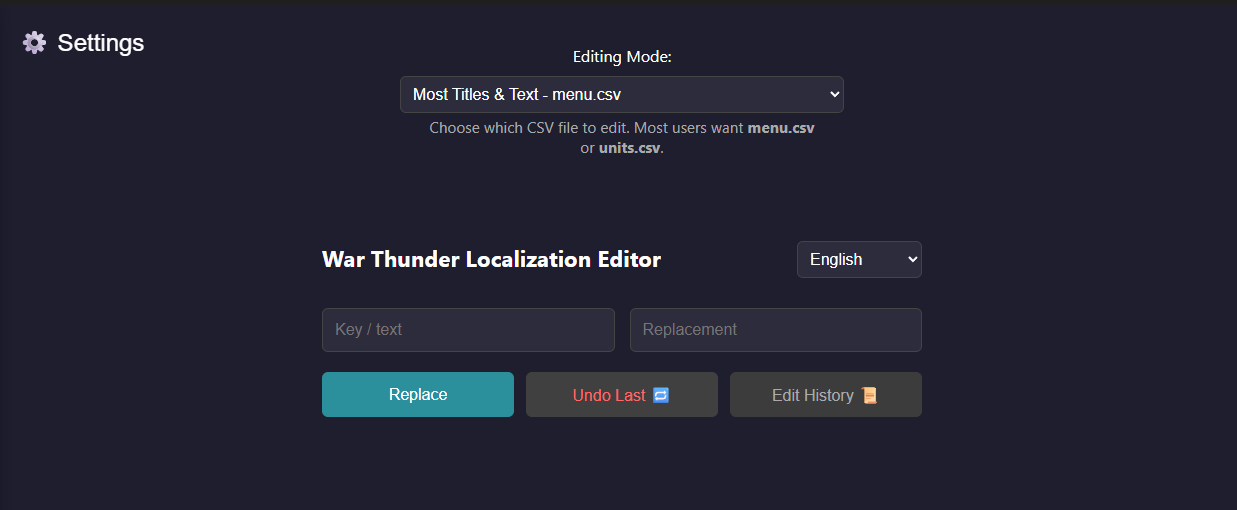 Settings
Editing Mode:
Most Titles & Text - menu.csv
Choose which CSV file to edit. Most users want menu.csv
or units.csv.
War Thunder Localization Editor
English
Key / text
Replacement
Replace
Undo Last 🔁
Edit History 📜